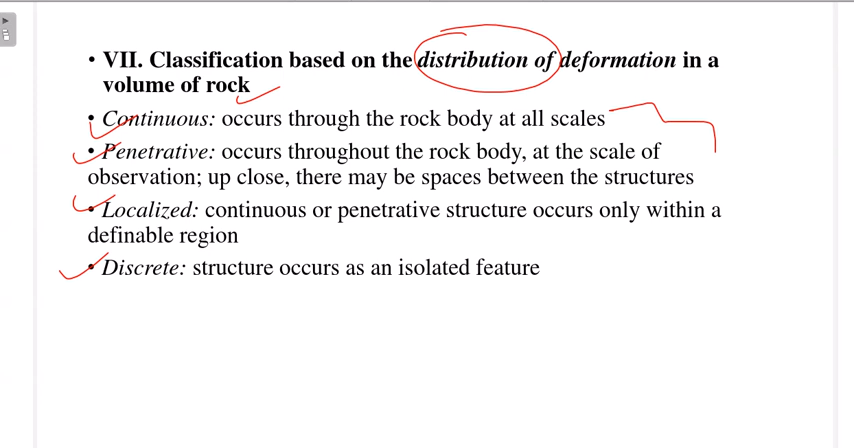 • VII. Classification based on the distribution of deformation in a
volume of rock
• Continuous: occurs through the rock body at all scales
• Penetrative: occurs throughout the rock body, at the scale of
observation; up close, there may be spaces between the structures
• Localized: continuous or penetrative structure occurs only within a
definable region
• Discrete: structure occurs as an isolated feature